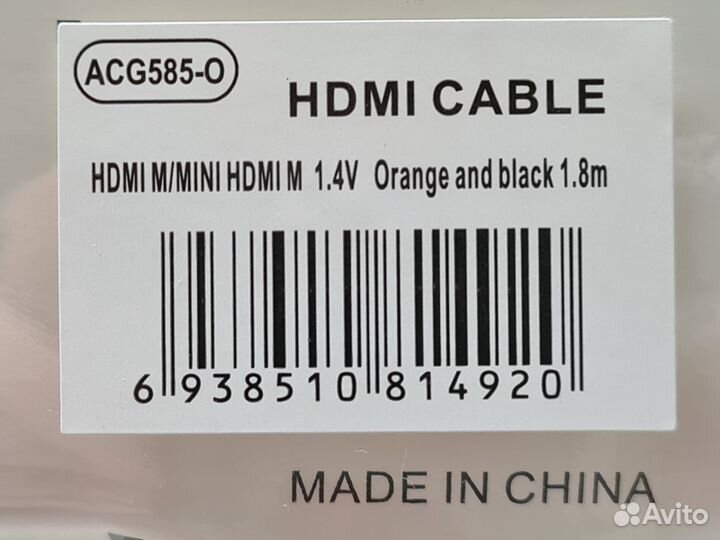 ACG585-O
HDMI CABLE
HDMI M/MINI HDMI M 1.4V Orange and black 1.8m
6 938510 814920
MADE IN CHINA
Avito